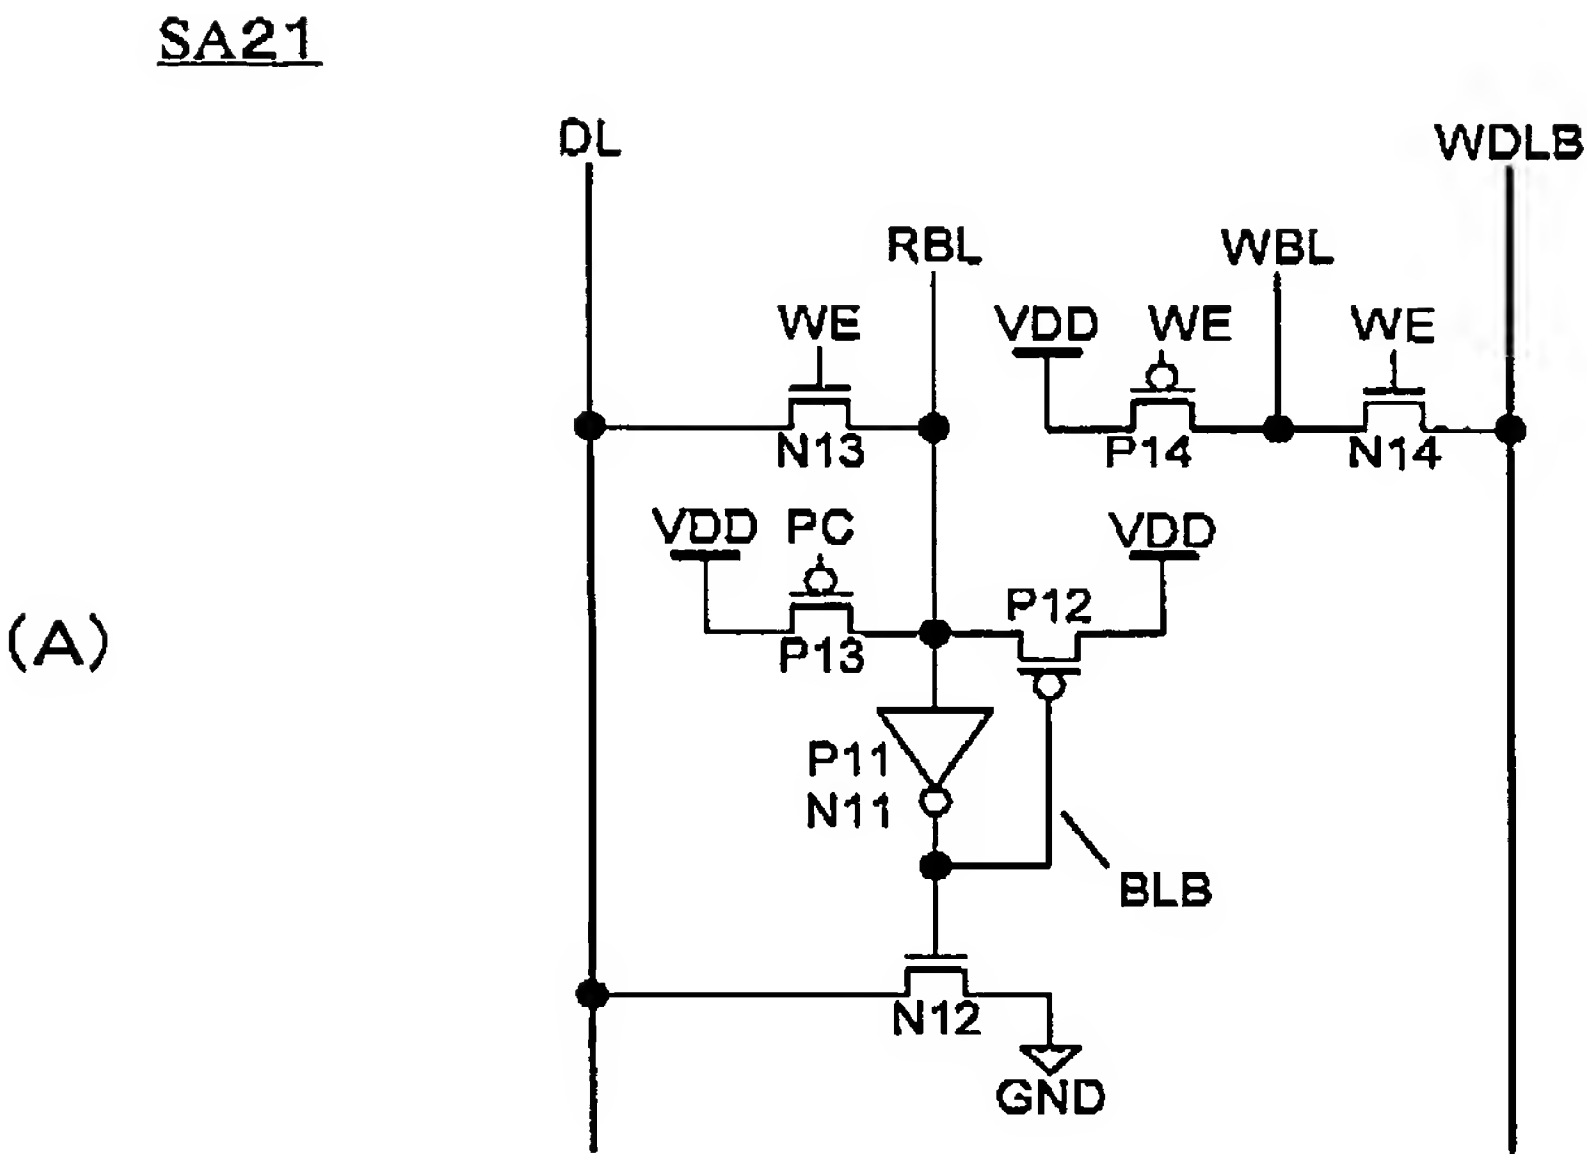 SA21
DL
WDLB
RBL
WBL
WE
VDD
WE
WE
N13
P14
N14
VDD
PC
VDD
P12
(A)
P13
P11
N11
BLB
N12
GND